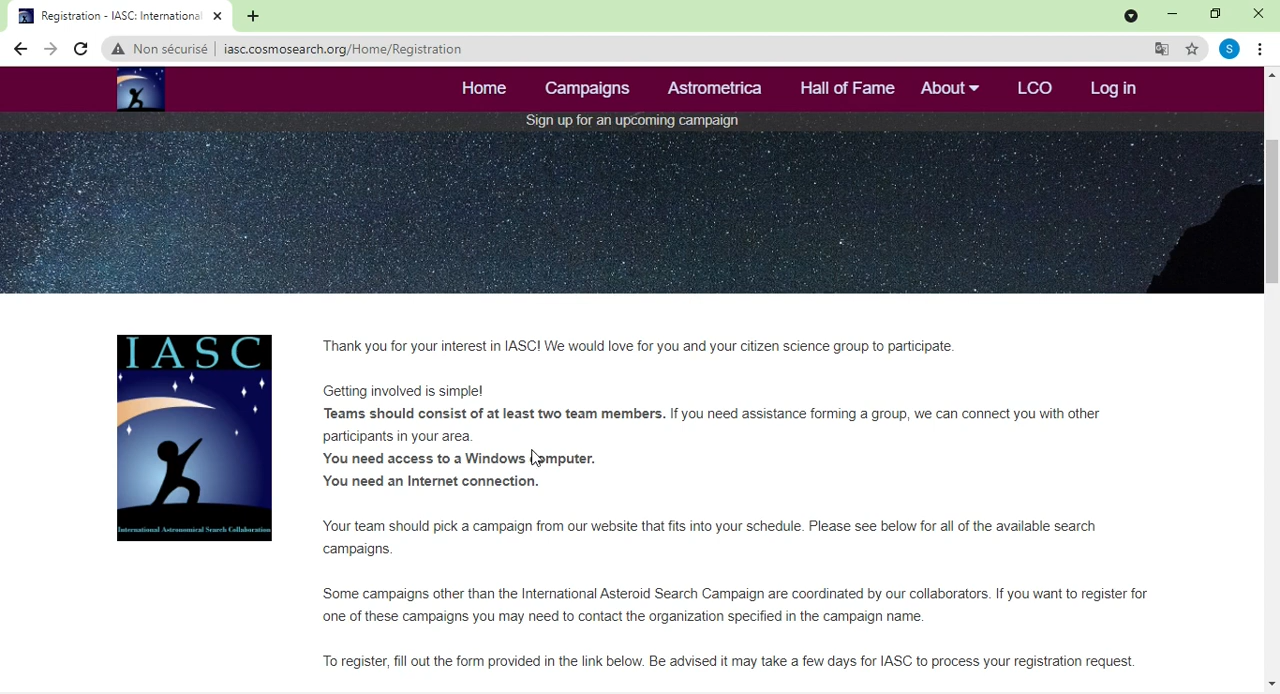 Registration - IASC: International
Non sécurisé iasc.cosmosearch.org/Home/Registration
S
Home Campaigns Astrometrica Hall of Fame About LCO Log in
Sign up for an upcoming campaign
IASC
International Astronomical Search Collaboration
Thank you for your interest in IASC! We would love for you and your citizen science group to participate.
Getting involved is simple!
Teams should consist of at least two team members. If you need assistance forming a group, we can connect you with other
participants in your area.
You need access to a Windows computer.
You need an Internet connection.
Your team should pick a campaign from our website that fits into your schedule. Please see below for all of the available search
campaigns.
Some campaigns other than the International Asteroid Search Campaign are coordinated by our collaborators. If you want to register for
one of these campaigns you may need to contact the organization specified in the campaign name.
To register, fill out the form provided in the link below. Be advised it may take a few days for IASC to process your registration request.